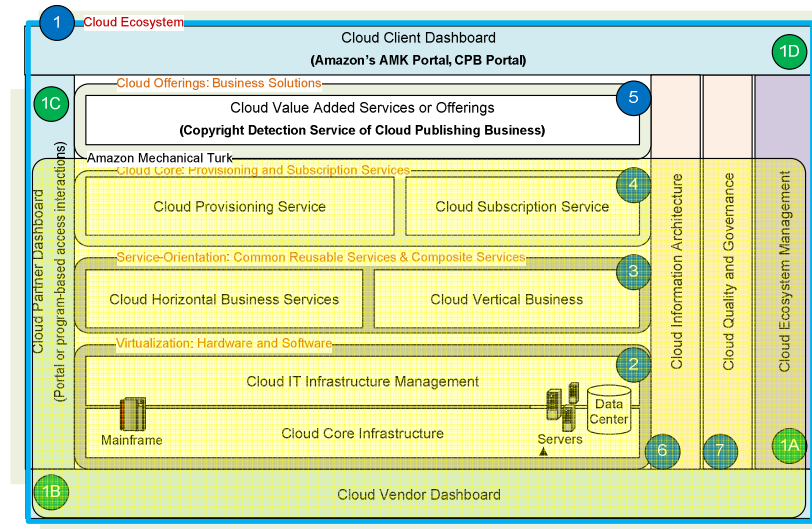 1 Cloud Ecosystem
Cloud Client Dashboard
(Amazon's AMK Portal, CPB Portal)
1D
1C
Cloud Offerings: Business Solutions
5
Cloud Value Added Services or Offerings
(Copyright Detection Service of Cloud Publishing Business)
Amazon Mechanical Turk
Cloud Core: Provisioning and Subscription Services
4
Cloud Provisioning Service
Cloud Subscription Service
Service-Orientation: Common Reusable Services & Composite Services
3
Cloud Horizontal Business Services
Cloud Vertical Business
Virtualization: Hardware and Software
2
Cloud IT Infrastructure Management
Cloud Core Infrastructure
Mainframe
Servers
Data
Center
Cloud Partner Dashboard
(Portal or program-based access interactions)
Cloud Information Architecture
6
Cloud Quality and Governance
7
Cloud Ecosystem Management
1A
1B
Cloud Vendor Dashboard